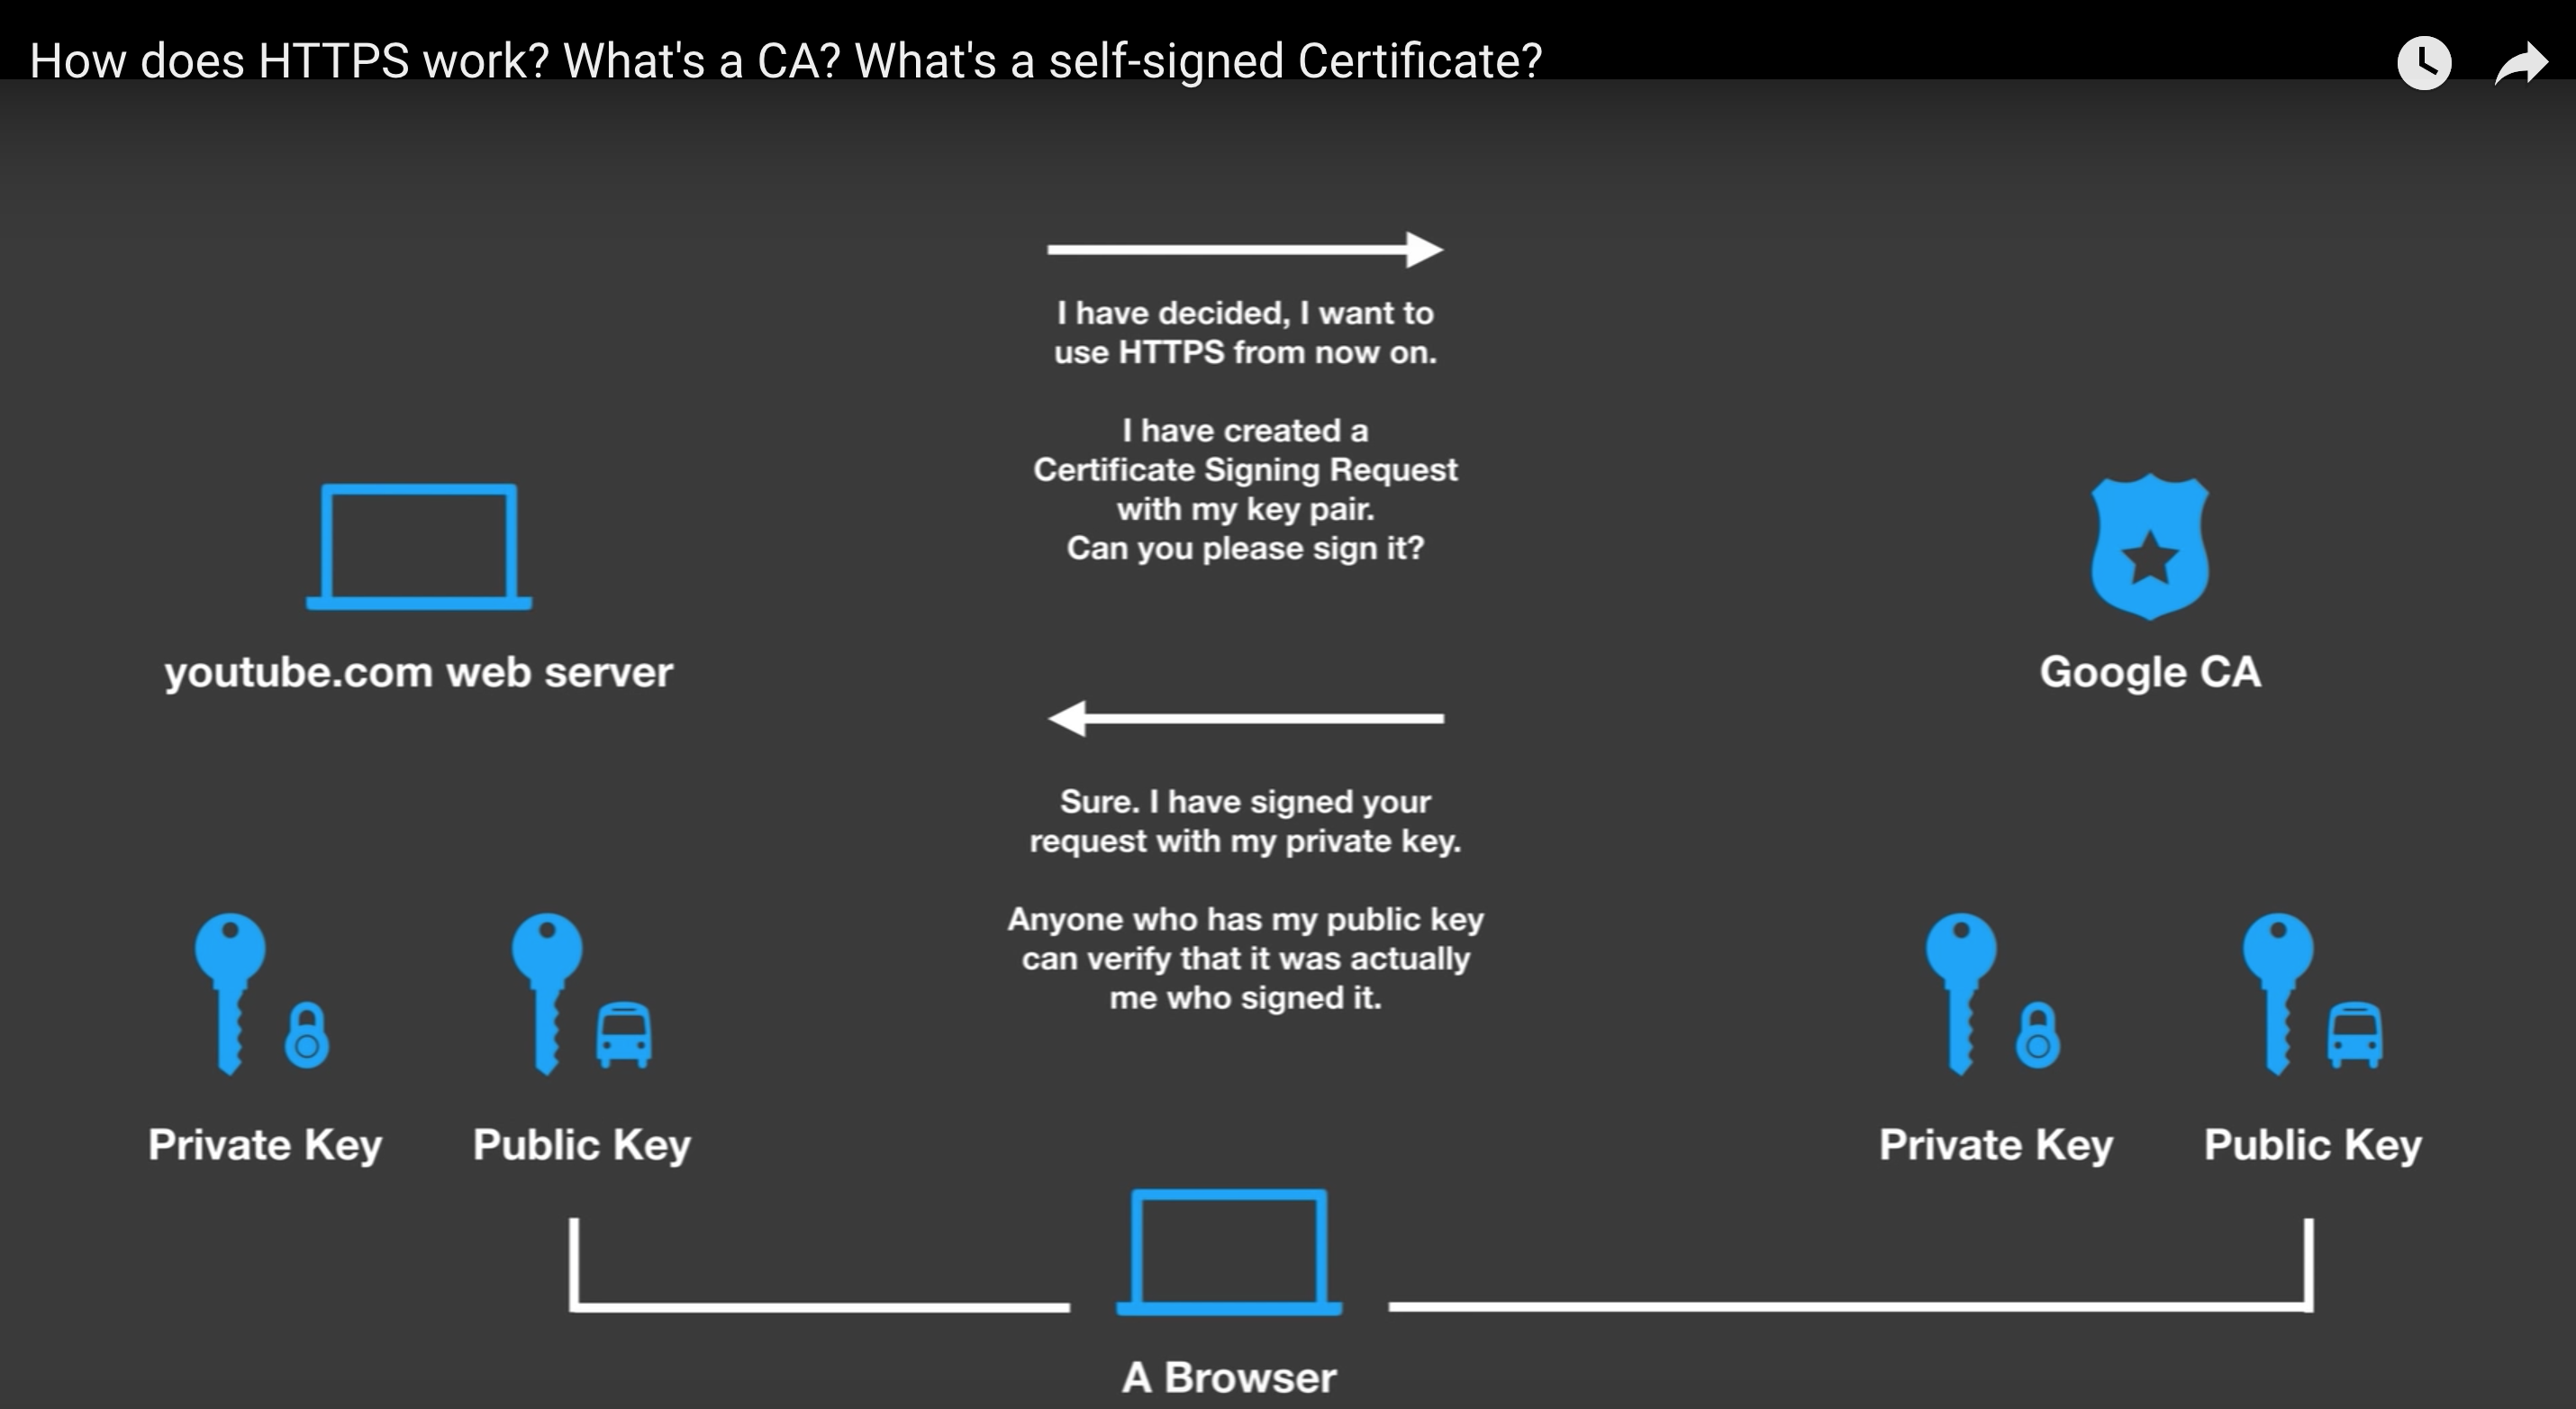 How does HTTPS work? What's a CA? What's a self-signed Certificate?
I have decided, I want to
use HTTPS from now on.
I have created a
Certificate Signing Request
with my key pair.
Can you please sign it?
youtube.com web server
Google CA
Sure. I have signed your
request with my private key.
Anyone who has my public key
can verify that it was actually
me who signed it.
Private Key
Public Key
Private Key
Public Key
A Browser